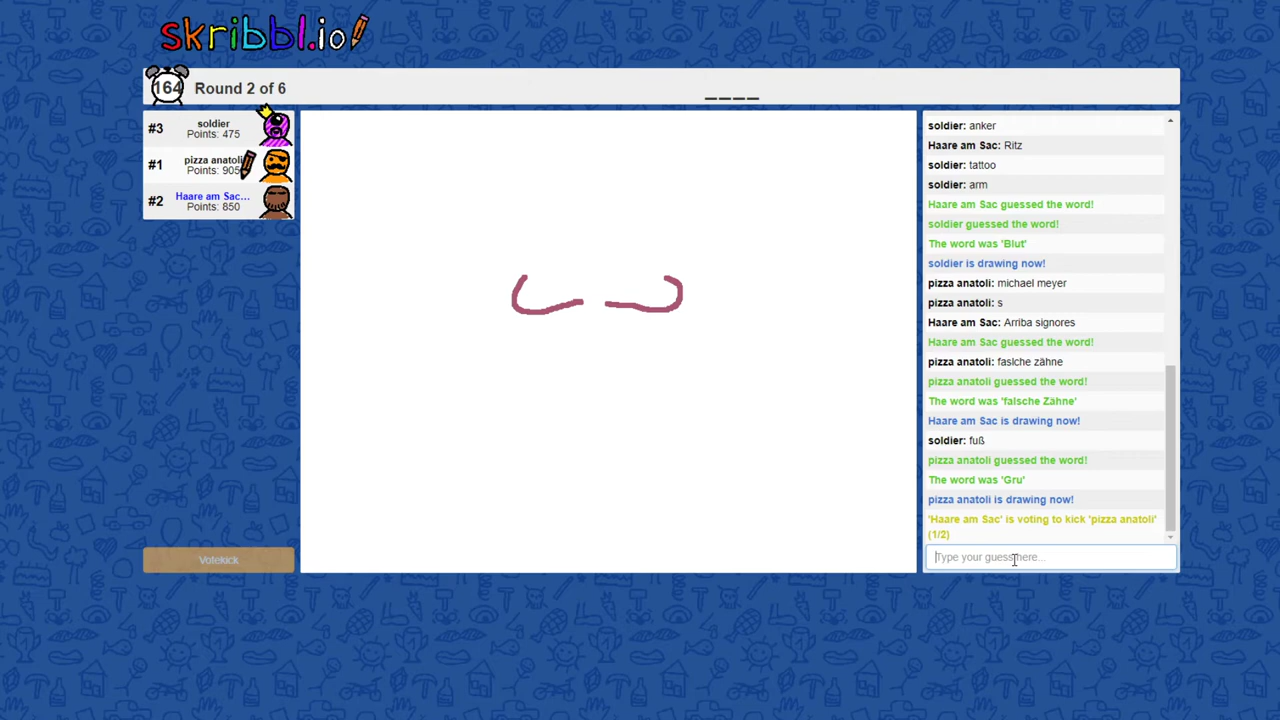 skribbl.io
164
Round 2 of 6
____
#3
soldier
Points: 475
#1
pizza anatoli
Points: 905
#2
Haare am Sac...
Points: 850
Votekick
soldier: anker
Haare am Sac: Ritz
soldier: tattoo
soldier: arm
Haare am Sac guessed the word!
soldier guessed the word!
The word was 'Blut'
soldier is drawing now!
pizza anatoli: michael meyer
pizza anatoli: s
Haare am Sac: Arriba signores
Haare am Sac guessed the word!
pizza anatoli: faslche zähne
pizza anatoli guessed the word!
The word was 'falsche Zähne'
Haare am Sac is drawing now!
soldier: fuß
pizza anatoli guessed the word!
The word was 'Gru'
pizza anatoli is drawing now!
'Haare am Sac' is voting to kick 'pizza anatoli'
(1/2)
Type your guess here...